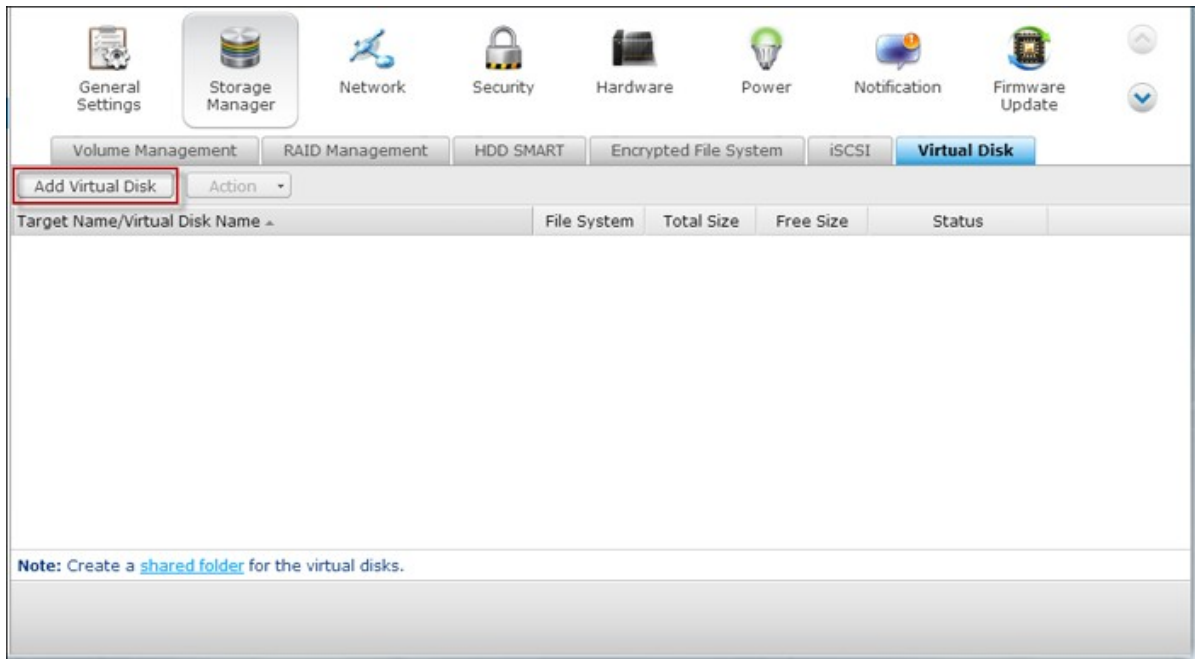 General Settings
Storage Manager
Network
Security
Hardware
Power
Notification
1
Firmware Update
Volume Management
RAID Management
HDD SMART
Encrypted File System
iSCSI
Virtual Disk
Add Virtual Disk
Action
Target Name/Virtual Disk Name
File System
Total Size
Free Size
Status
Note: Create a shared folder for the virtual disks.